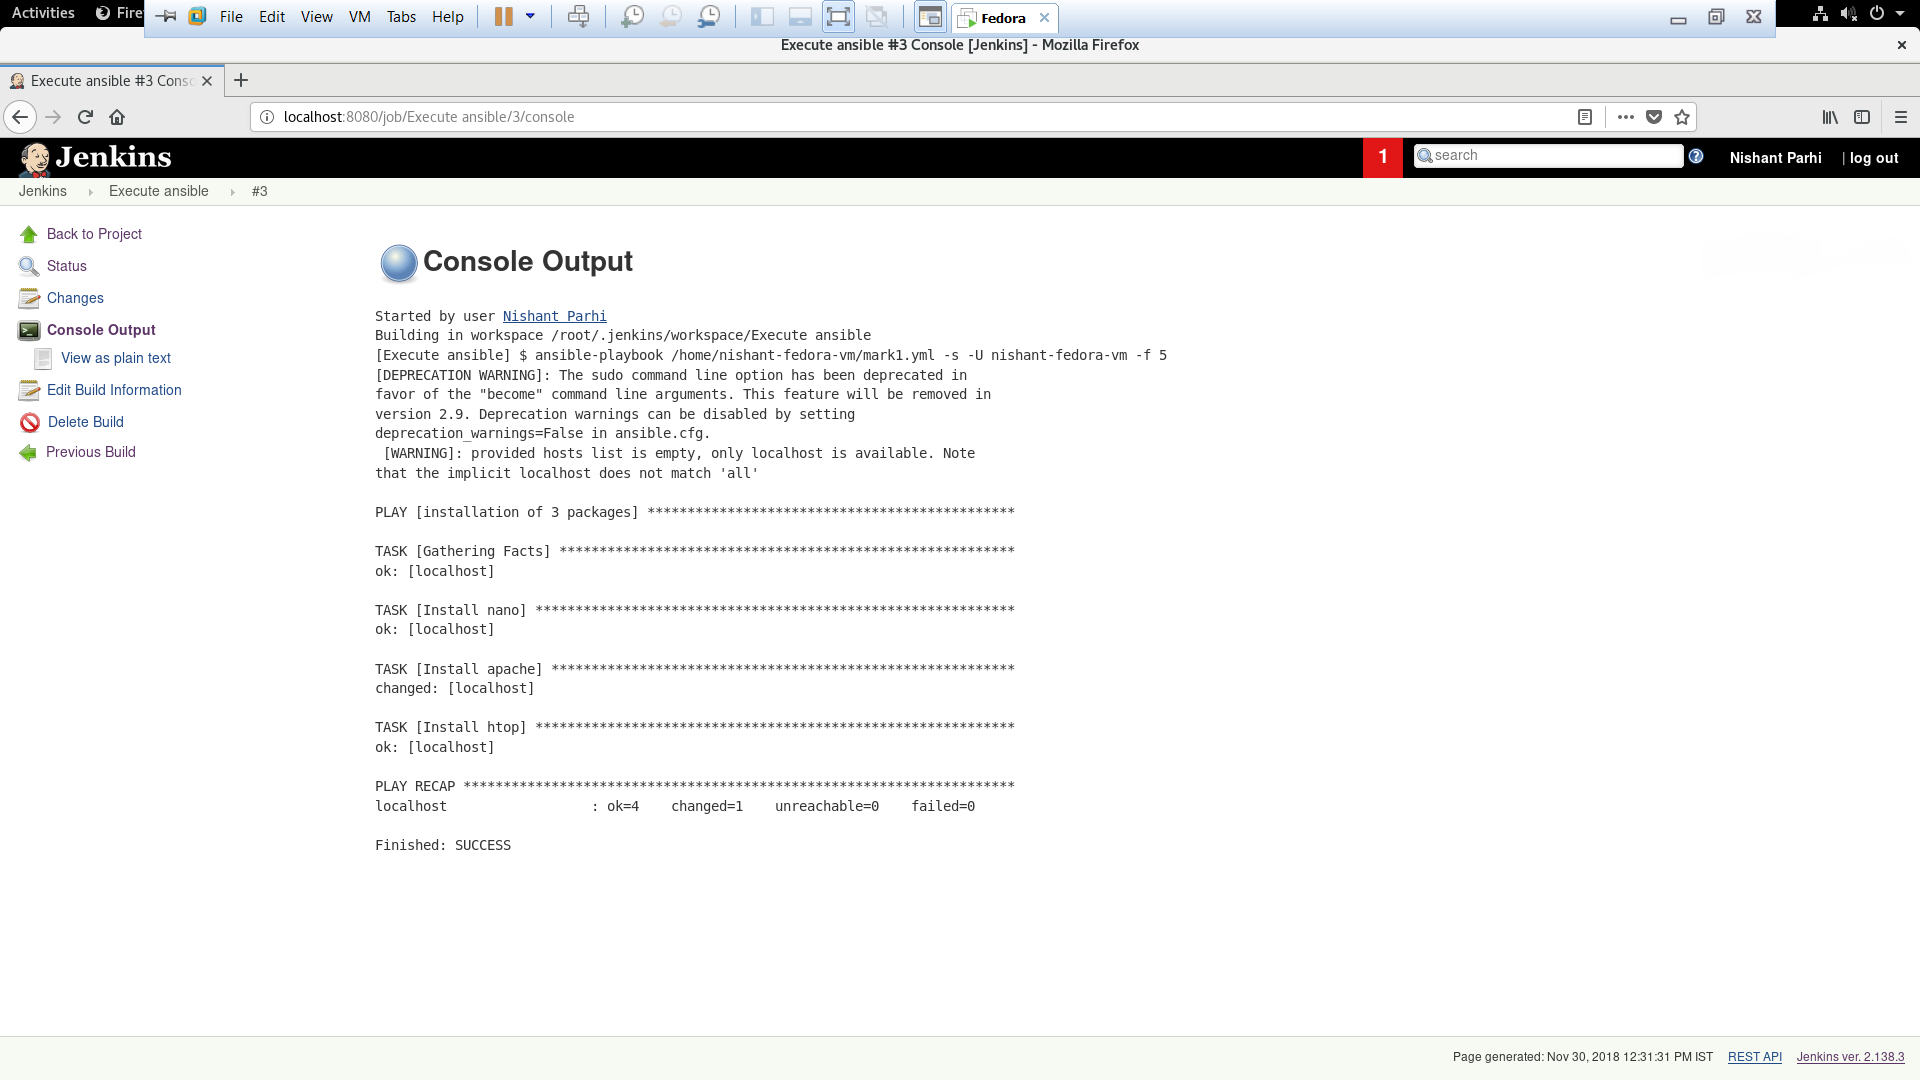 Activities
File Edit View VM Tabs Help
Fedora
Execute ansible #3 Console [Jenkins] - Mozilla Firefox
Execute ansible #3
localhost:8080/job/Execute ansible/3/console
Jenkins
1
search
Nishant Parhi
| log out
Jenkins
Execute ansible
#3
Back to Project
Status
Changes
Console Output
View as plain text
Edit Build Information
Delete Build
Previous Build
Console Output
Started by user Nishant Parhi
Building in workspace /root/.jenkins/workspace/Execute ansible
[Execute ansible] $ ansible-playbook /home/nishant-fedora-vm/mark1.yml -s -U nishant-fedora-vm -f 5
[DEPRECATION WARNING]: The sudo command line option has been deprecated in
favor of the "become" command line arguments. This feature will be removed in
version 2.9. Deprecation warnings can be disabled by setting
deprecation_warnings=False in ansible.cfg.
[WARNING]: provided hosts list is empty, only localhost is available. Note
that the implicit localhost does not match 'all'
PLAY [installation of 3 packages] **********************************************
TASK [Gathering Facts] *********************************************************
ok: [localhost]
TASK [Install nano] ************************************************************
ok: [localhost]
TASK [Install apache] **********************************************************
changed: [localhost]
TASK [Install htop] ************************************************************
ok: [localhost]
PLAY RECAP *********************************************************************
localhost                  : ok=4    changed=1    unreachable=0    failed=0
Finished: SUCCESS
Page generated: Nov 30, 2018 12:31:31 PM IST
REST API
Jenkins ver. 2.138.3